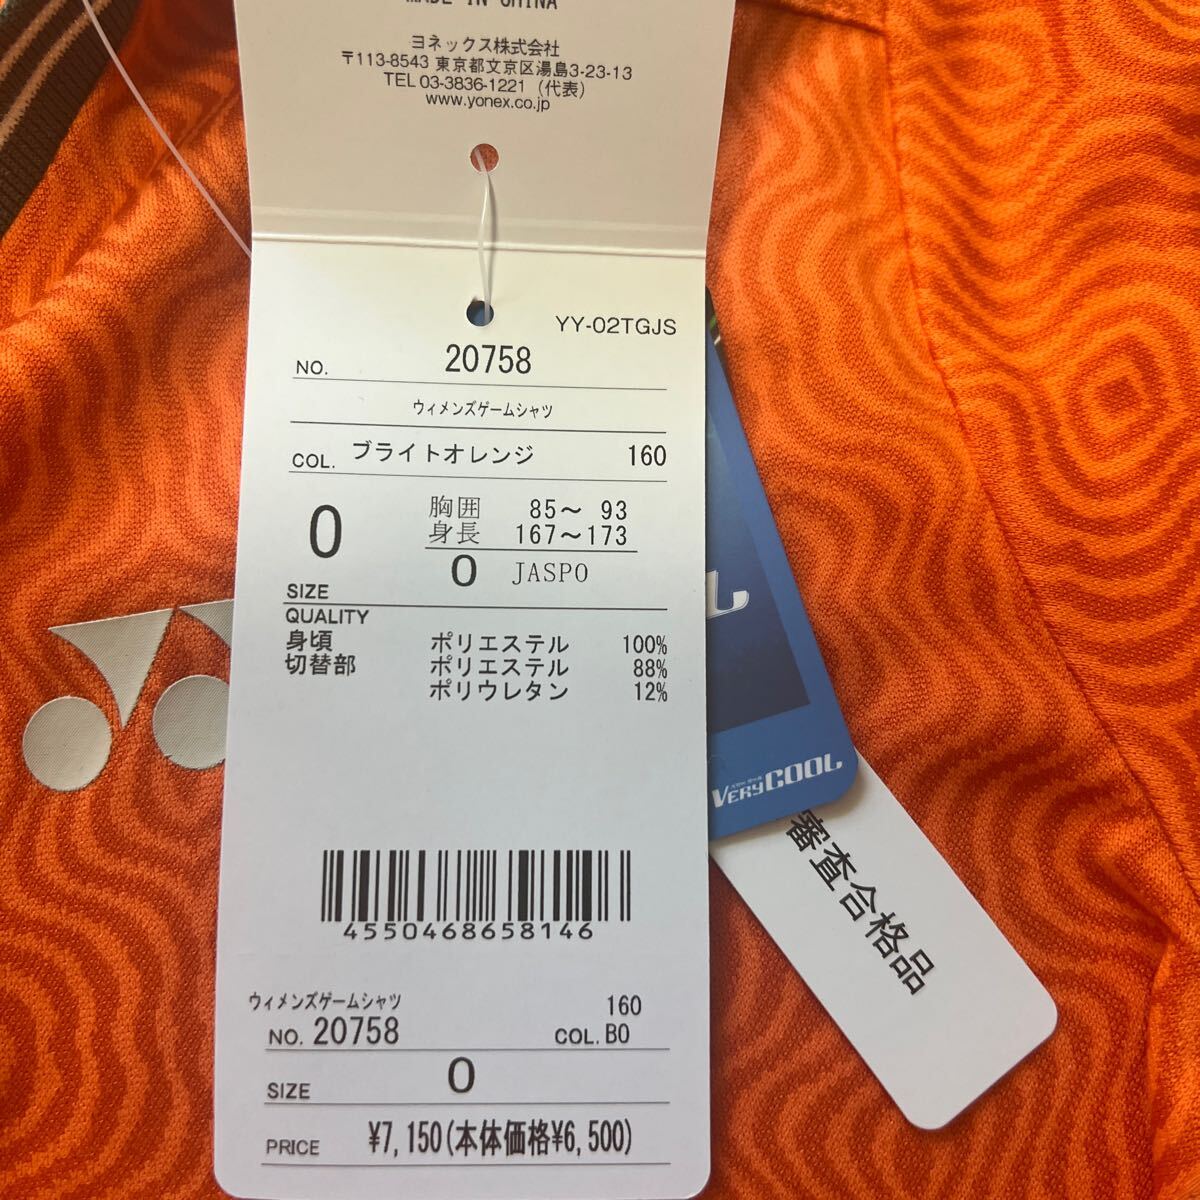 MADE IN CHINA
ヨネックス株式会社
〒113-8543 東京都文京区湯島3-23-13
TEL 03-3836-1221 (代表)
www.yonex.co.jp
YY-02TGJS
NO. 20758
ウィメンズゲームシャツ
COL. ブライトオレンジ 160
胸囲 85〜 93
身長 167〜173
O
O JASPO
SIZE
QUALITY
身頃 ポリエステル 100%
切替部 ポリエステル 88%
ポリウレタン 12%
4550468658146
ウィメンズゲームシャツ 160
NO. 20758 COL. BO
SIZE O
PRICE ¥7,150(本体価格¥6,500)
VERYCOOL
審査合格品